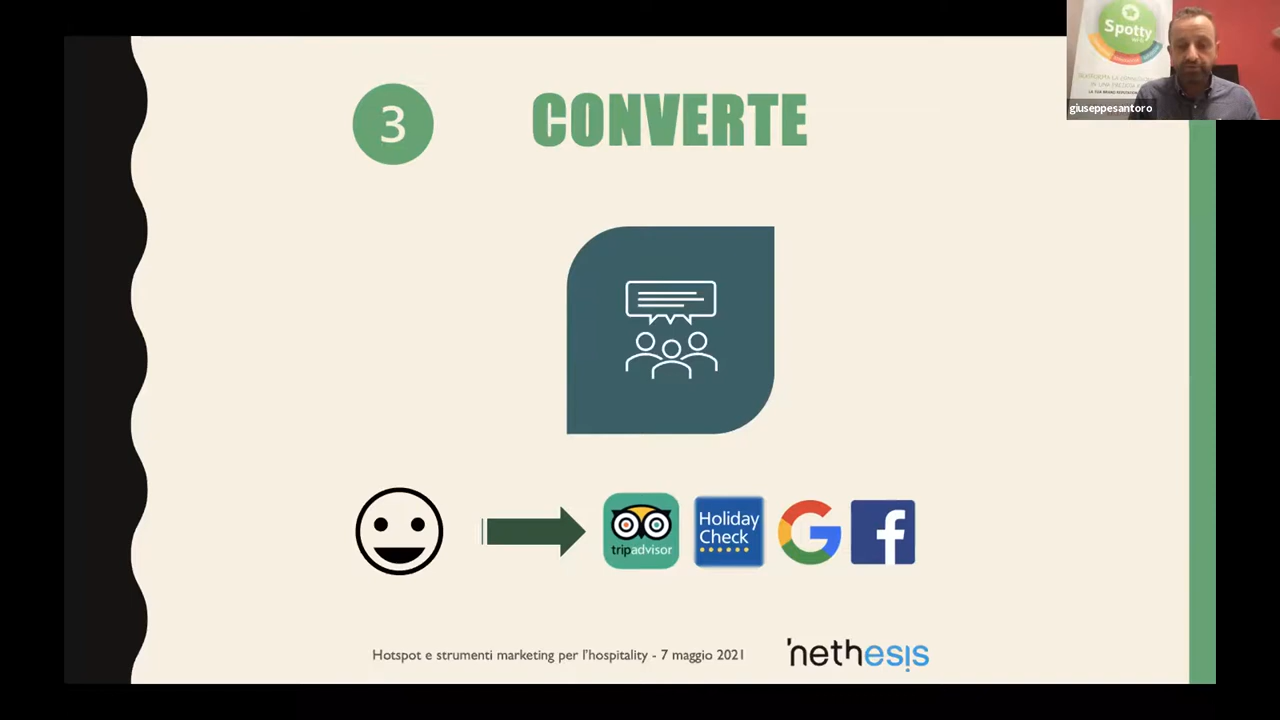 3
CONVERTE
Spotty
giuseppesantoro
tripadvisor
Holiday
Check
G
f
Hotspot e strumenti marketing per l'hospitality - 7 maggio 2021
nethesis